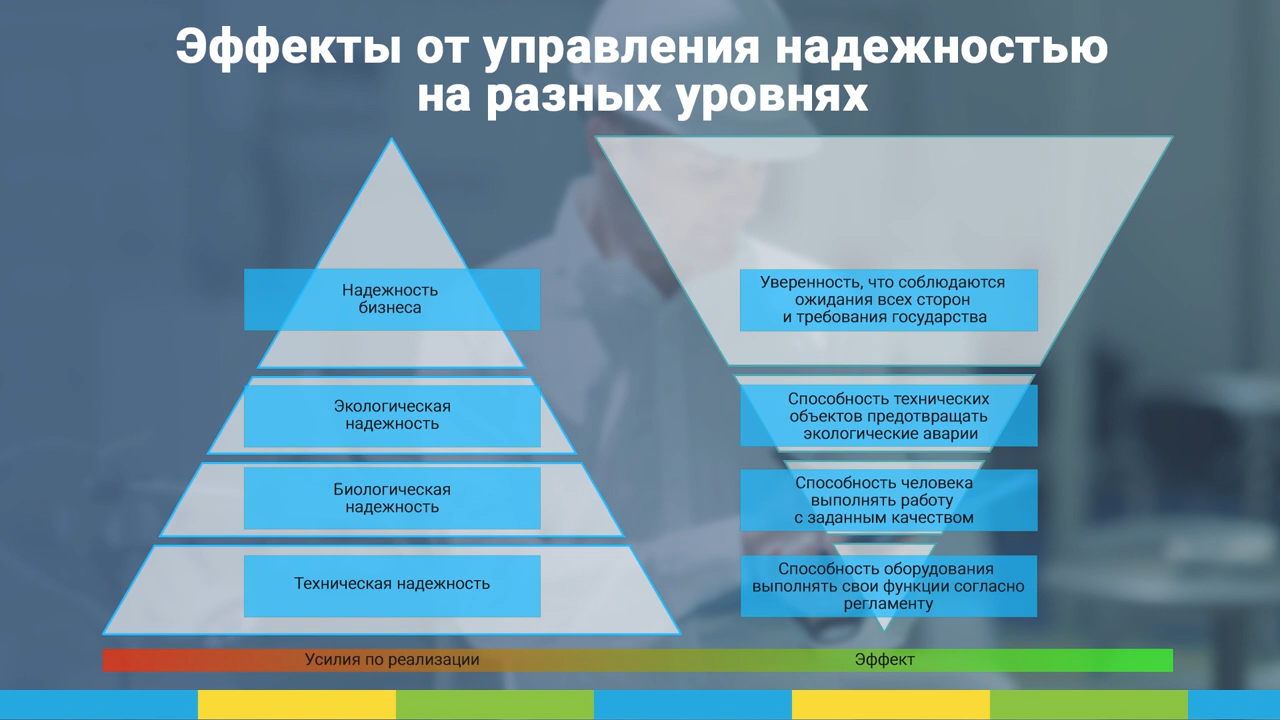 Эффекты от управления надежностью
на разных уровнях
Надежность
бизнеса
Экологическая
надежность
Биологическая
надежность
Техническая надежность
Уверенность, что соблюдаются
ожидания всех сторон
и требования государства
Способность технических
объектов предотвращать
экологические аварии
Способность человека
выполнять работу
с заданным качеством
Способность оборудования
выполнять свои функции согласно
регламенту
Усилия по реализации
Эффект